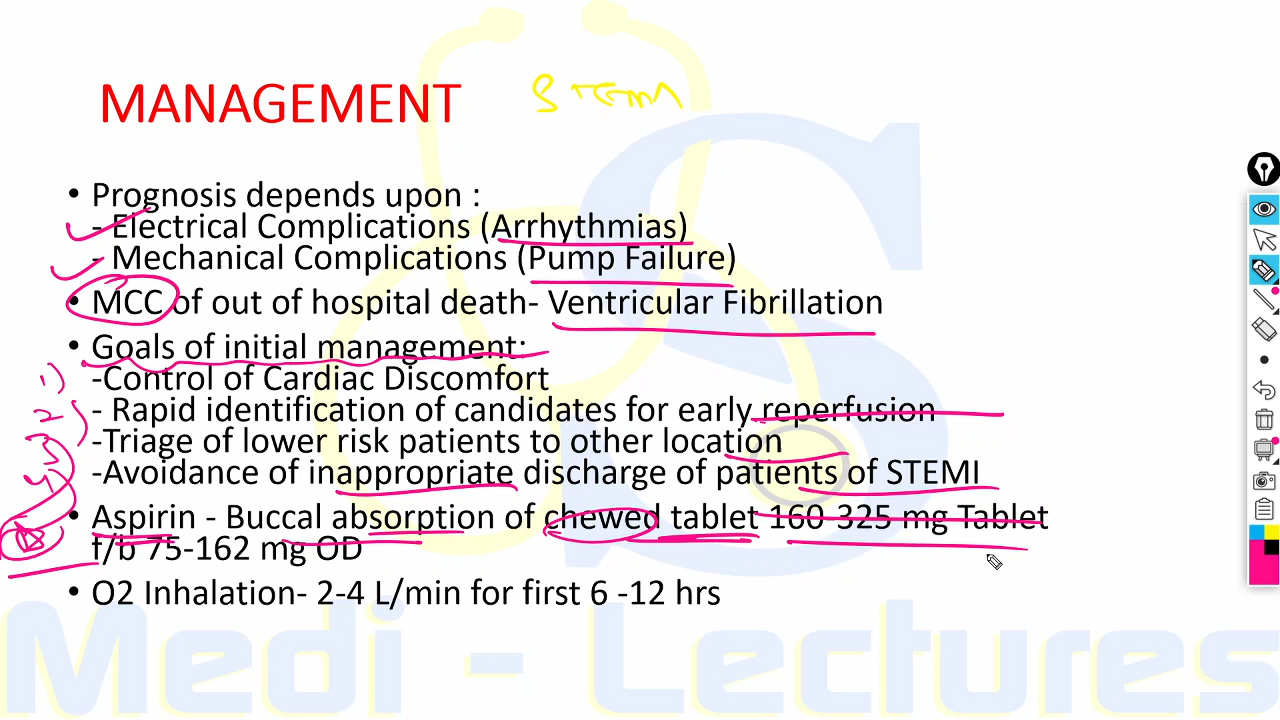 MANAGEMENT STEMI
• Prognosis depends upon :
- Electrical Complications (Arrhythmias)
- Mechanical Complications (Pump Failure)
• MCC of out of hospital death- Ventricular Fibrillation
• Goals of initial management:
-Control of Cardiac Discomfort
- Rapid identification of candidates for early reperfusion
-Triage of lower risk patients to other location
-Avoidance of inappropriate discharge of patients of STEMI
• Aspirin - Buccal absorption of chewed tablet 160-325 mg Tablet
f/b 75-162 mg OD
• O2 Inhalation- 2-4 L/min for first 6 -12 hrs
Medi - Lectures